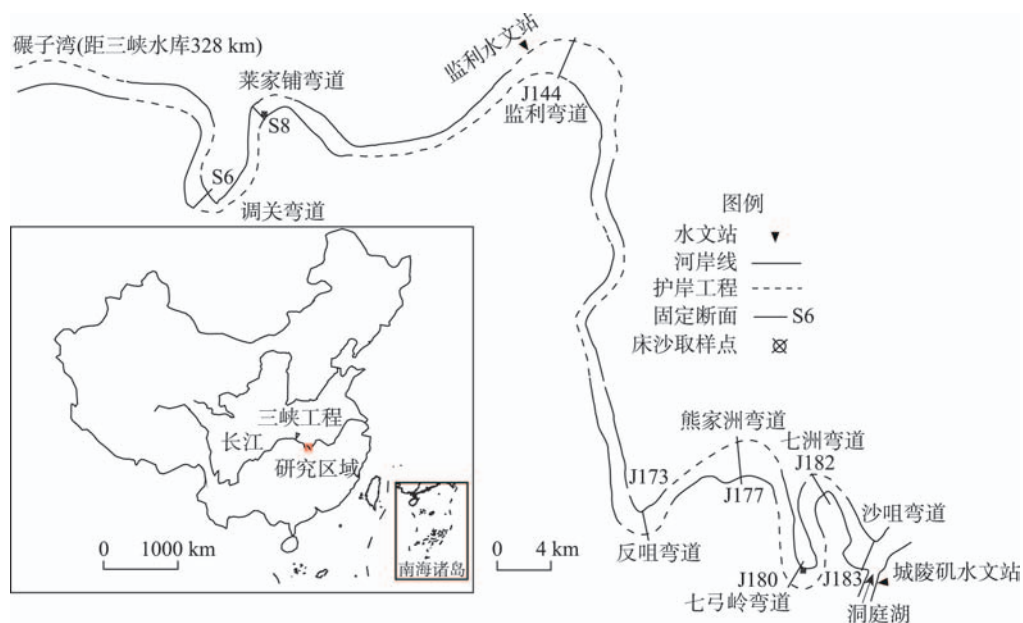 碾子湾(距三峡水库328 km)
莱家铺弯道
S8
S6
调关弯道
监利水文站
J144
监利弯道
图例
水文站
河岸线
护岸工程
固定断面 S6
床沙取样点
三峡工程
长江
研究区域
0 1000 km
南海诸岛
0 4 km
熊家洲弯道
七洲弯道
J182
J173
J177
沙咀弯道
反咀弯道
J180
J183
城陵矶水文站
七弓岭弯道
洞庭湖